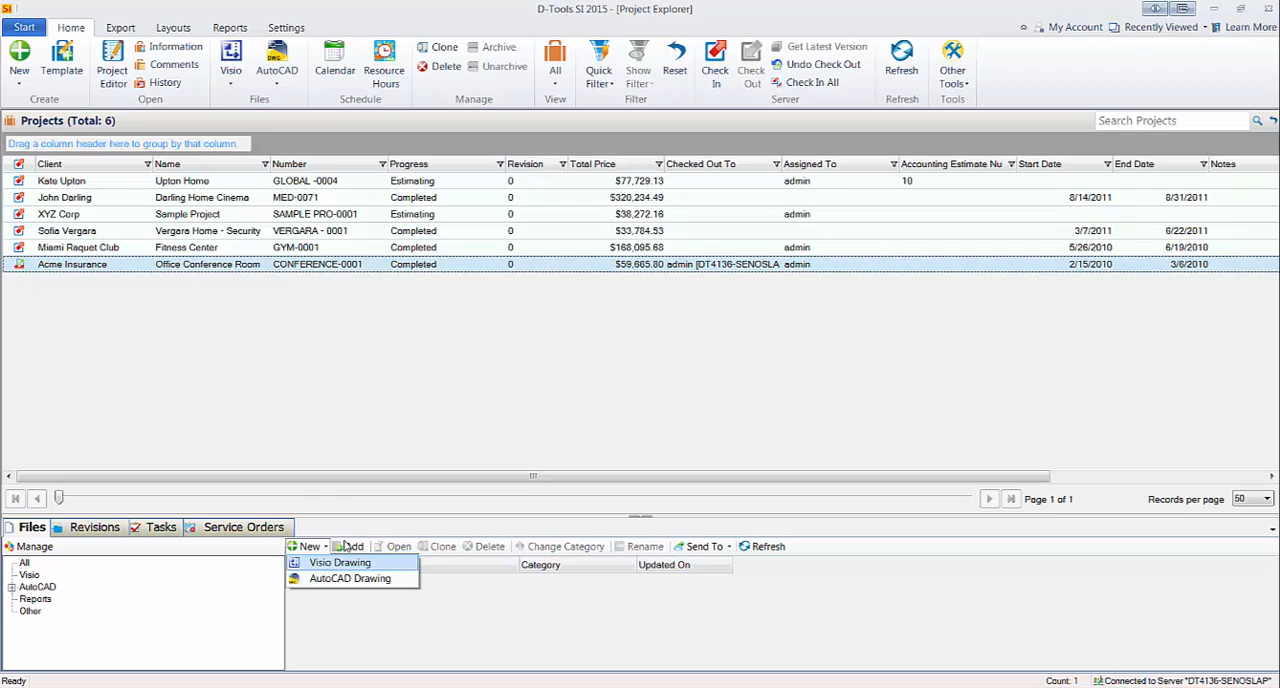 SI D-Tools SI 2015 - [Project Explorer]
Start Home Export Layouts Reports Settings My Account Recently Viewed Learn More
New Template Project Editor Information Comments History Visio AutoCAD Calendar Resource Hours Clone Delete Archive Unarchive All Quick Filter Show Filter Reset Check In Check Out Get Latest Version Undo Check Out Check In All Refresh Other Tools
Create Open Files Schedule Manage View Filter Server Refresh Tools
Projects (Total: 6) Search Projects
Drag a column header here to group by that column.
Client Name Number Progress Revision Total Price Checked Out To Assigned To Accounting Estimate Nu Start Date End Date Notes
Kate Upton Upton Home GLOBAL -0004 Estimating 0 $77,729.13 admin 10
John Darling Darling Home Cinema MED-0071 Completed 0 $320,234.49 8/14/2011 8/31/2011
XYZ Corp Sample Project SAMPLE PRO-0001 Estimating 0 $38,272.16 admin
Sofia Vergara Vergara Home - Security VERGARA - 0001 Completed 0 $33,784.53 3/7/2011 6/22/2011
Miami Raquet Club Fitness Center GYM-0001 Completed 0 $168,095.68 admin 5/26/2010 6/19/2010
Acme Insurance Office Conference Room CONFERENCE-0001 Completed 0 $59,665.80 admin [DT4136-SENOSLA admin 2/15/2010 3/6/2010
Page 1 of 1 Records per page 50
Files Revisions Tasks Service Orders
Manage New Add Open Clone Delete Change Category Rename Send To Refresh
All Visio Drawing Category Updated On
Visio AutoCAD Drawing
AutoCAD
Reports
Other
Ready Count: 1 Connected to Server "DT4136-SENOSLAP"